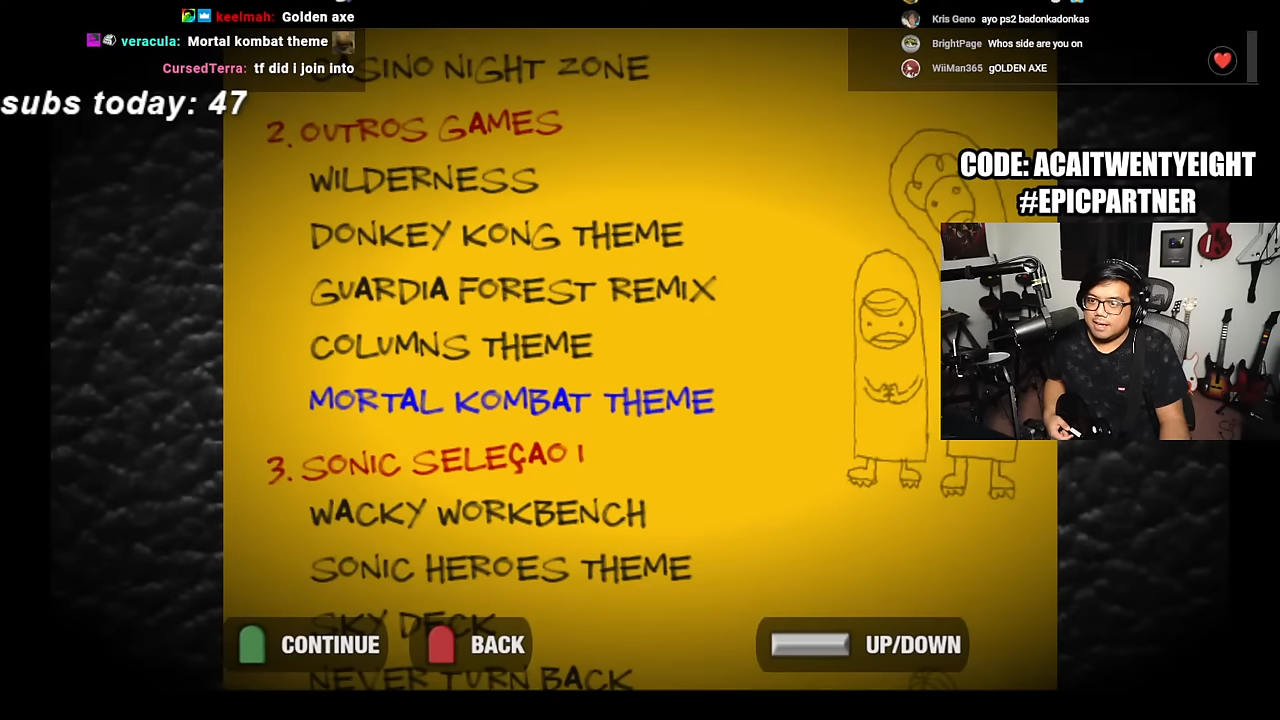 keelmah: Golden axe
veracula: Mortal kombat theme
CursedTerra: tf did i join into
subs today: 47
Kris Geno ayo ps2 badonkadonkas
BrightPage Whos side are you on
WiiMan365 gOLDEN AXE
CODE: ACAITWENTYEIGHT
#EPICPARTNER
NIGHT ZONE
2. OUTROS GAMES
WILDERNESS
DONKEY KONG THEME
GUARDIA FOREST REMIX
COLUMNS THEME
MORTAL KOMBAT THEME
3. SONIC SELEÇAO 1
WACKY WORKBENCH
SONIC HEROES THEME
SKY DECK
NEVER TURN BACK
CONTINUE
BACK
UP/DOWN